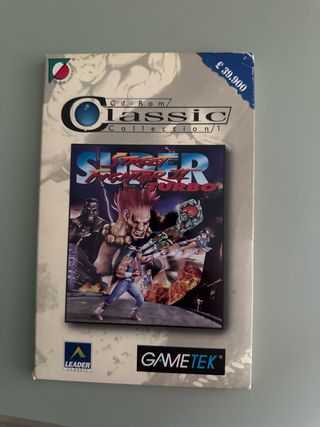 £ 39,900
Cd-Rom
Classic
Collection/1
SUPER
STREET
FIGHTER II
TURBO
LEADER
GAMETEK